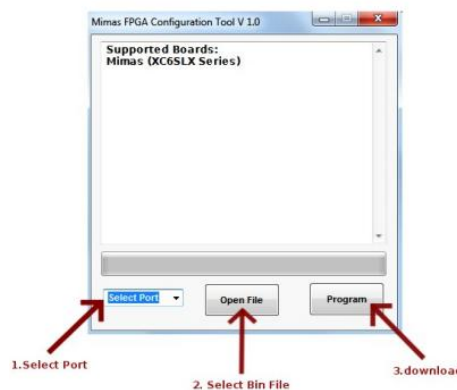 Mimas FPGA Configuration Tool V 1.0
Supported Boards:
Mimas (XC6SLX Series)
Select Port
Open File
Program
1.Select Port
2. Select Bin File
3.download